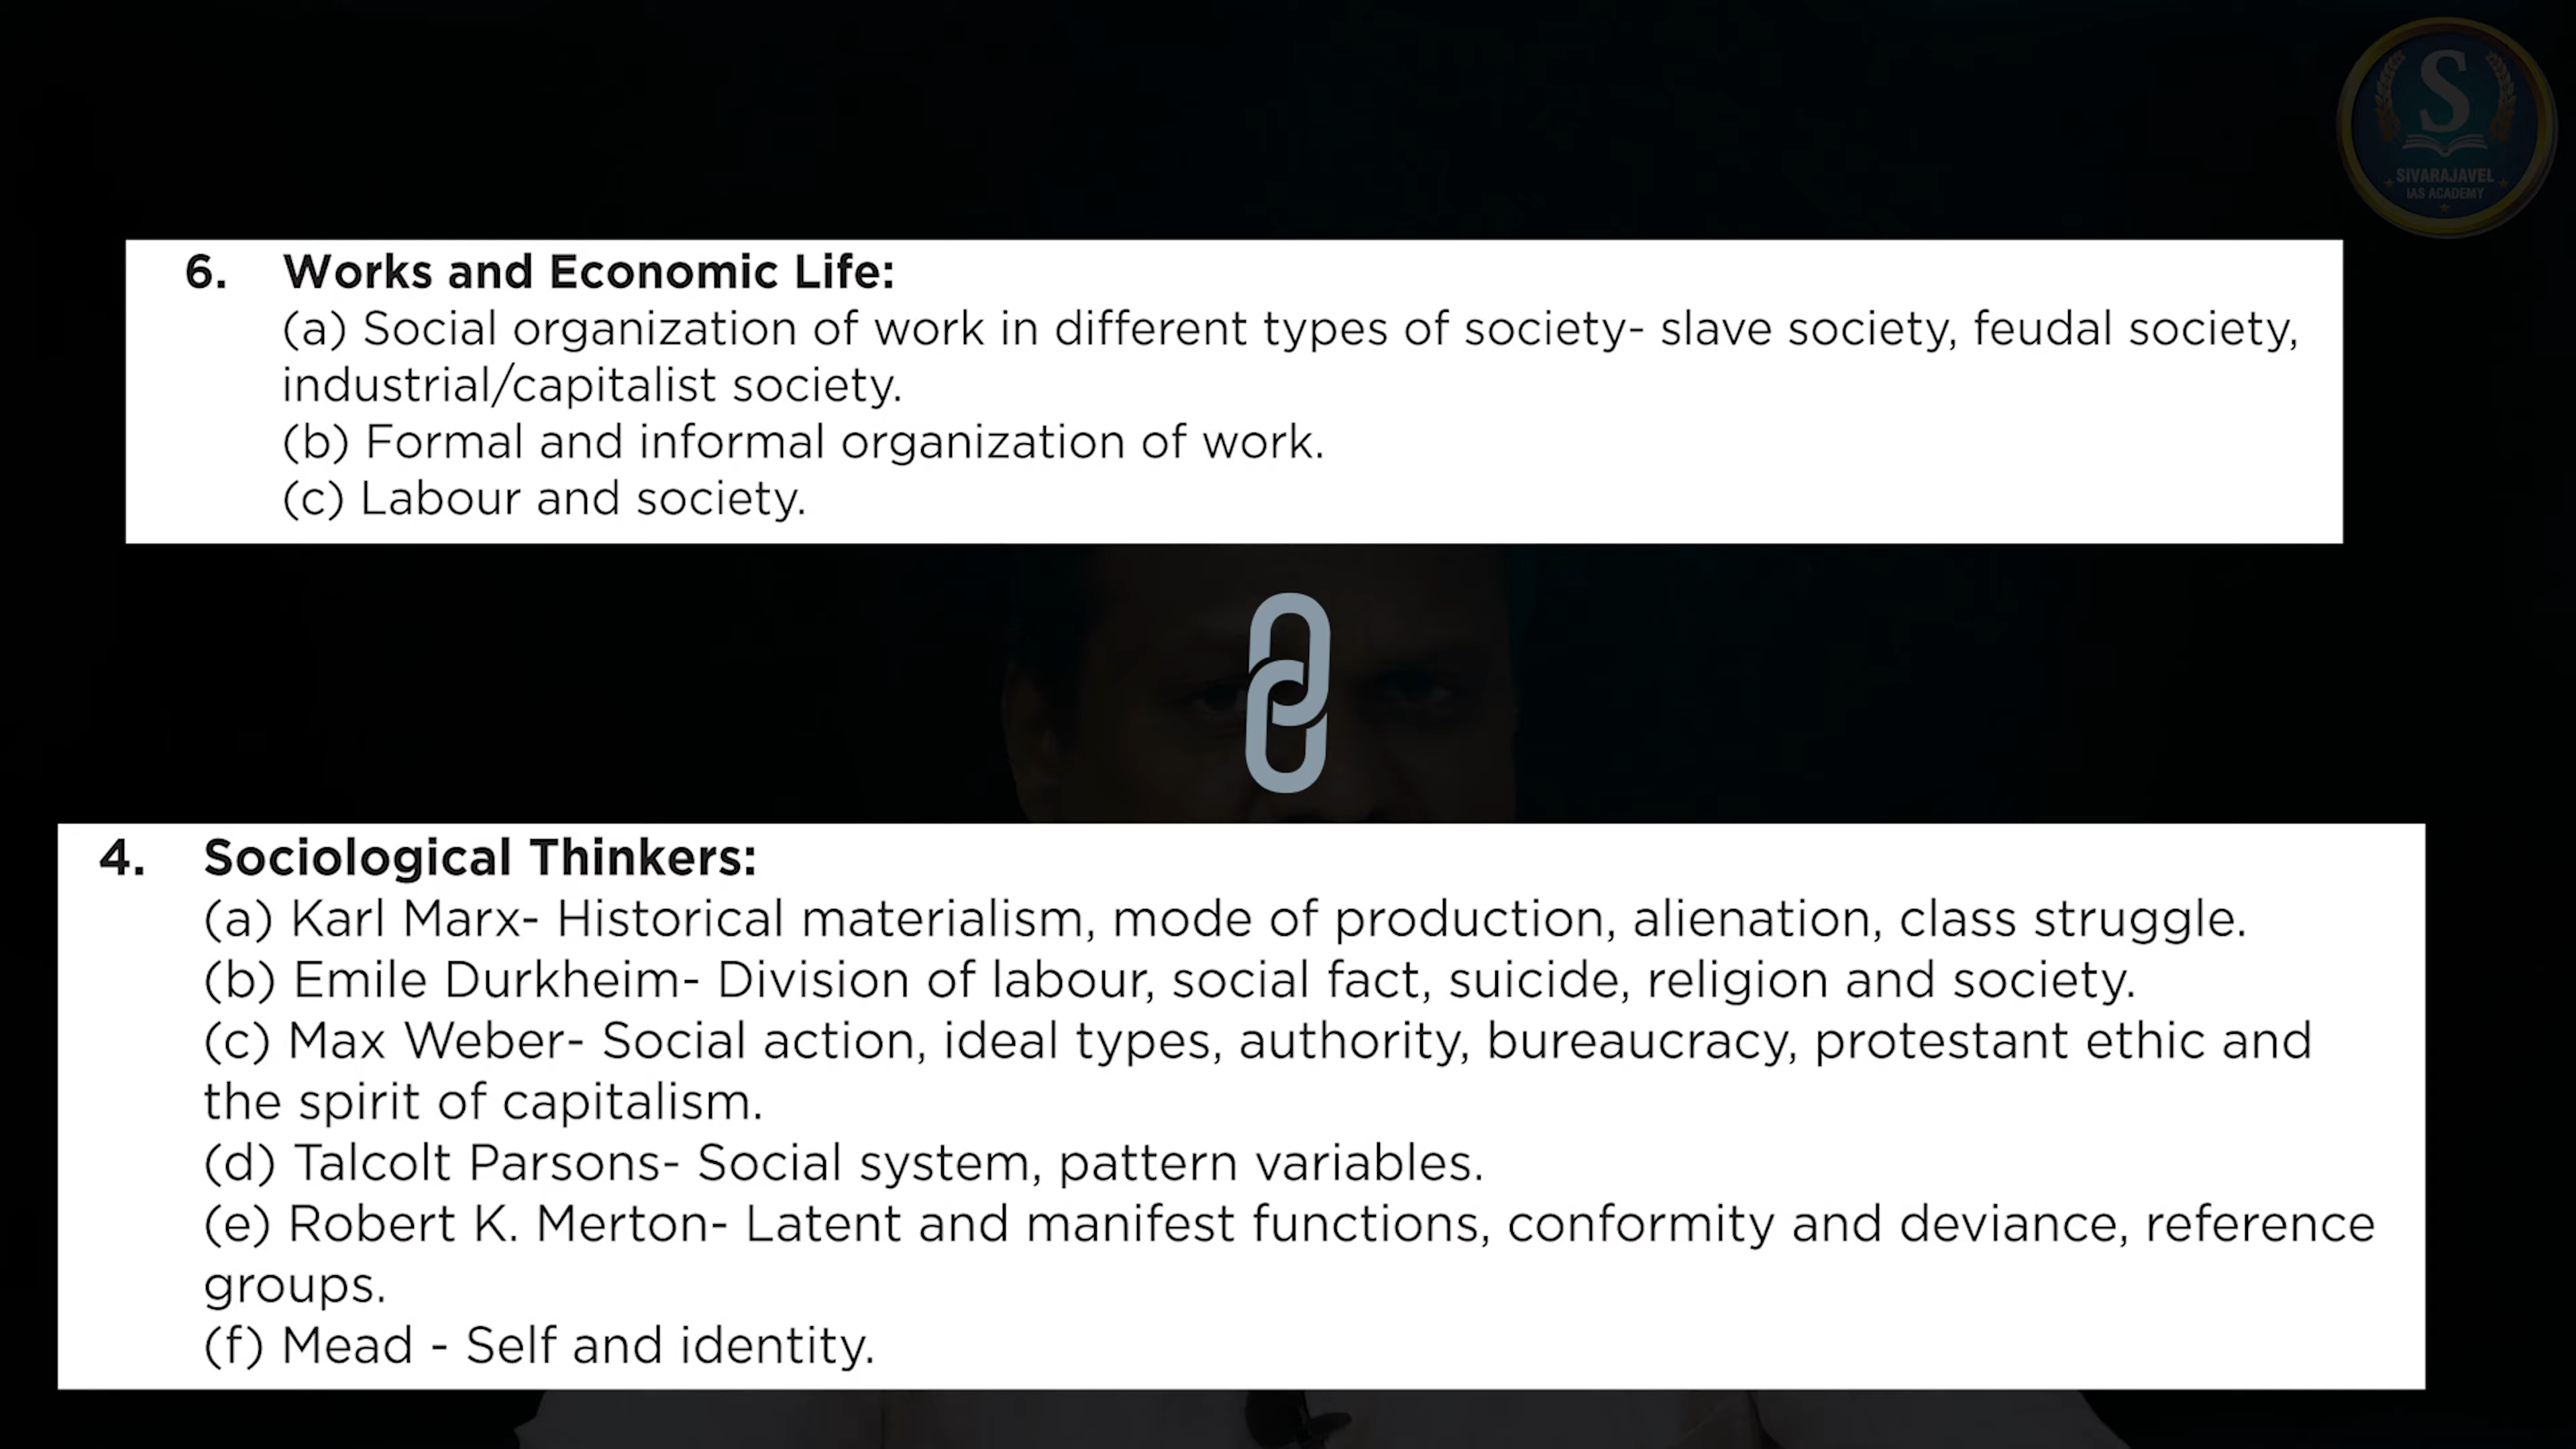 S
SIVARAJAVEL
IAS ACADEMY
6. Works and Economic Life:
(a) Social organization of work in different types of society- slave society, feudal society,
industrial/capitalist society.
(b) Formal and informal organization of work.
(c) Labour and society.
4. Sociological Thinkers:
(a) Karl Marx- Historical materialism, mode of production, alienation, class struggle.
(b) Emile Durkheim- Division of labour, social fact, suicide, religion and society.
(c) Max Weber- Social action, ideal types, authority, bureaucracy, protestant ethic and
the spirit of capitalism.
(d) Talcolt Parsons- Social system, pattern variables.
(e) Robert K. Merton- Latent and manifest functions, conformity and deviance, reference
groups.
(f) Mead - Self and identity.